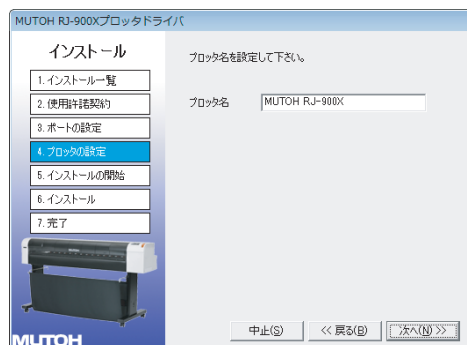 MUTOH RJ-900Xプロッタドライバ
インストール
1. インストール一覧
2. 使用許諾契約
3. ポートの設定
4. プロッタの設定
5. インストールの開始
6. インストール
7. 完了
MUTOH
プロッタ名を設定して下さい。
プロッタ名 MUTOH RJ-900X
中止(S) << 戻る(B) 次へ(N) >>